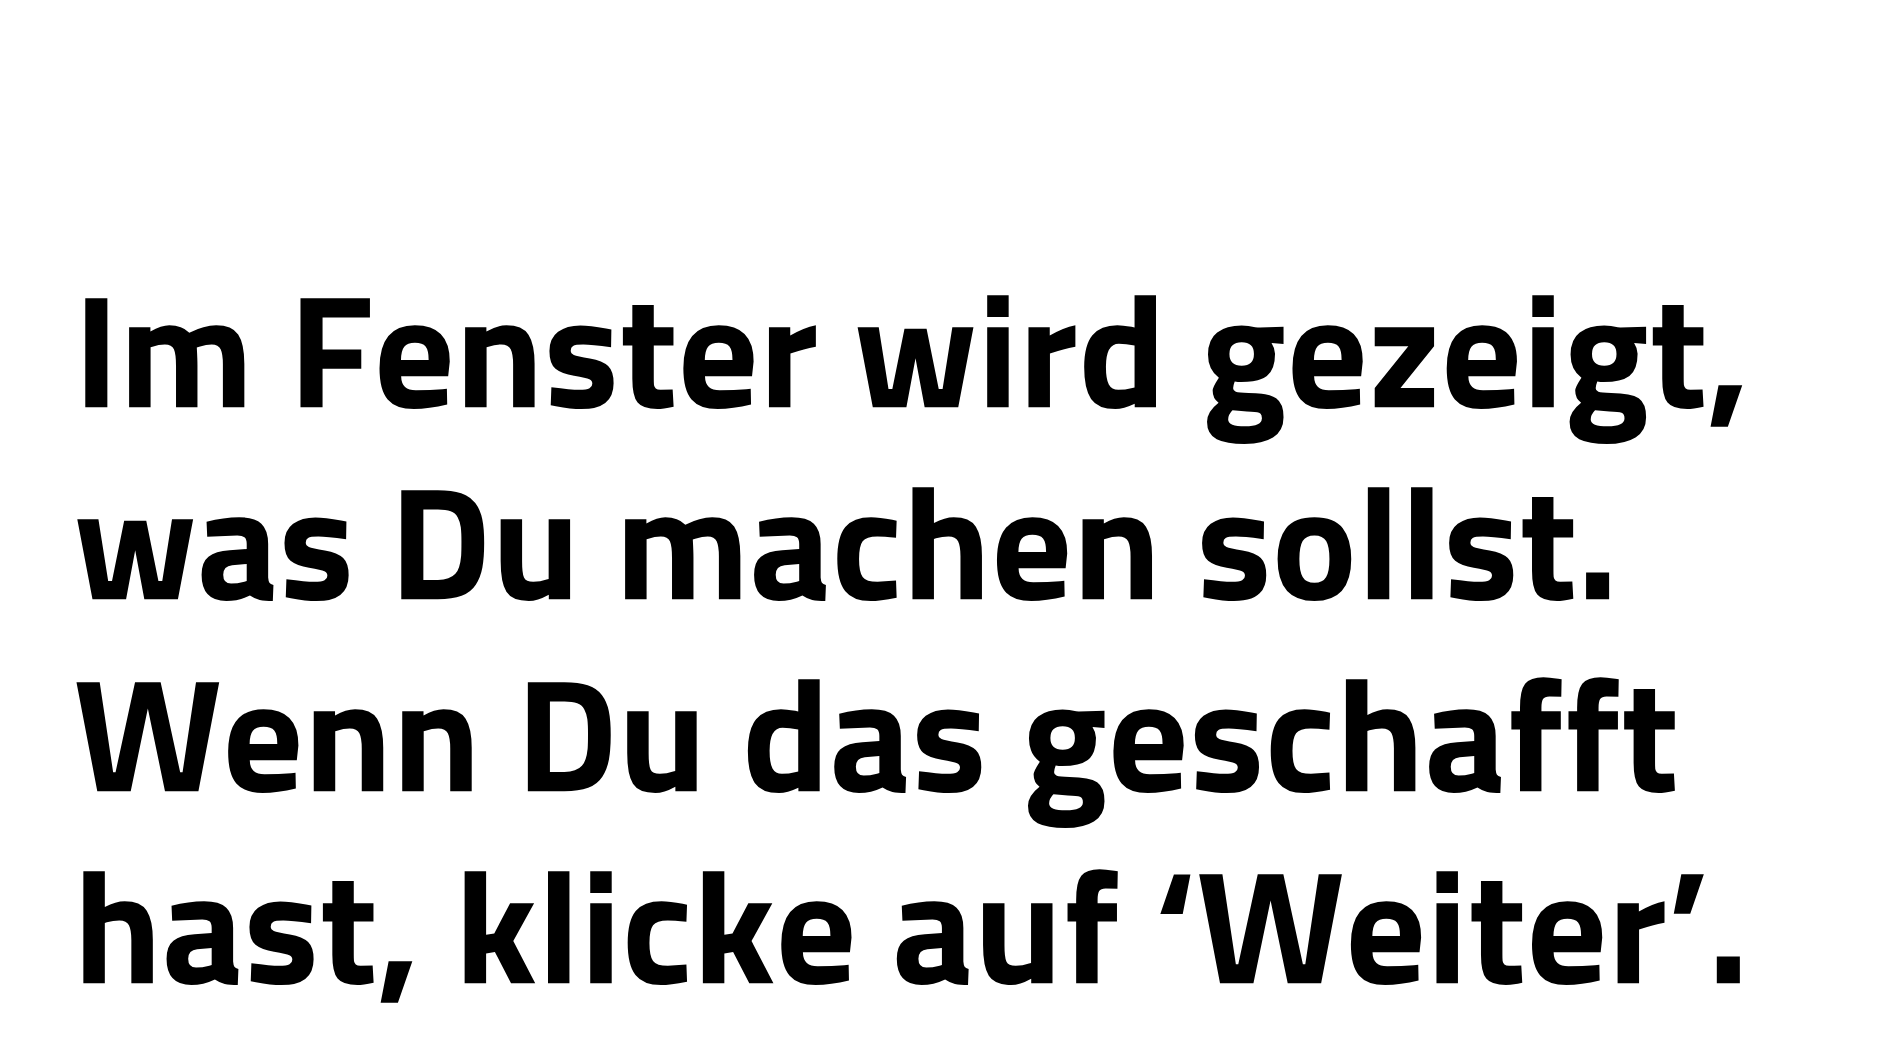 Im Fenster wird gezeigt,
was Du machen sollst.
Wenn Du das geschafft
hast, klicke auf ‘Weiter’.